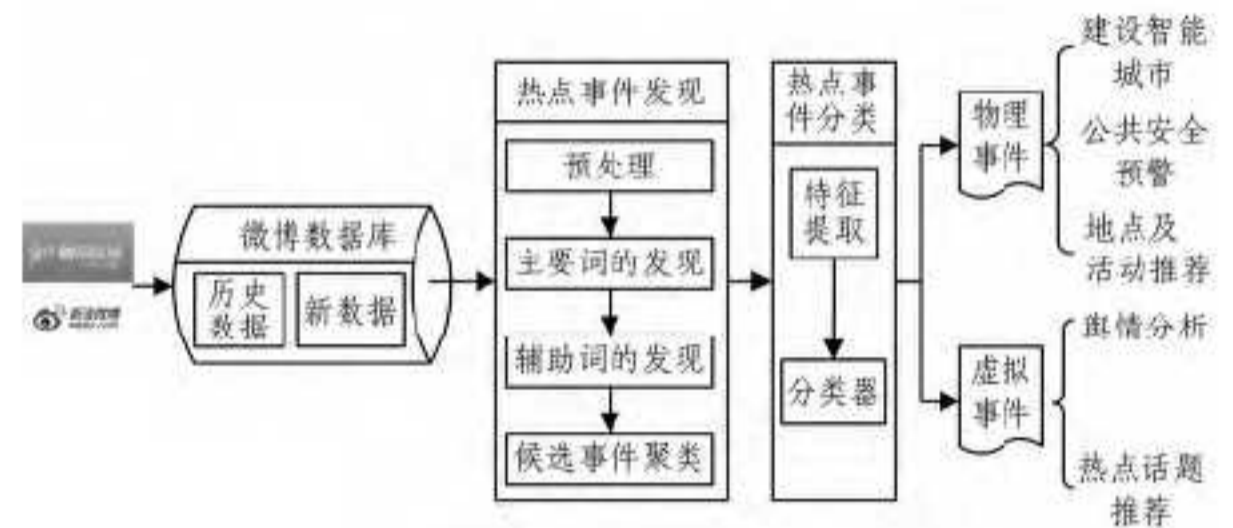 建设智能
城市
公共安全
预警
地点及
活动推荐
物理
事件
热点事件发现
预处理
主要词的发现
辅助词的发现
候选事件聚类
热点事
件分类
特征
提取
分类器
微博数据库
历史
数据
新数据
虚拟
事件
舆情分析
热点话题
推荐